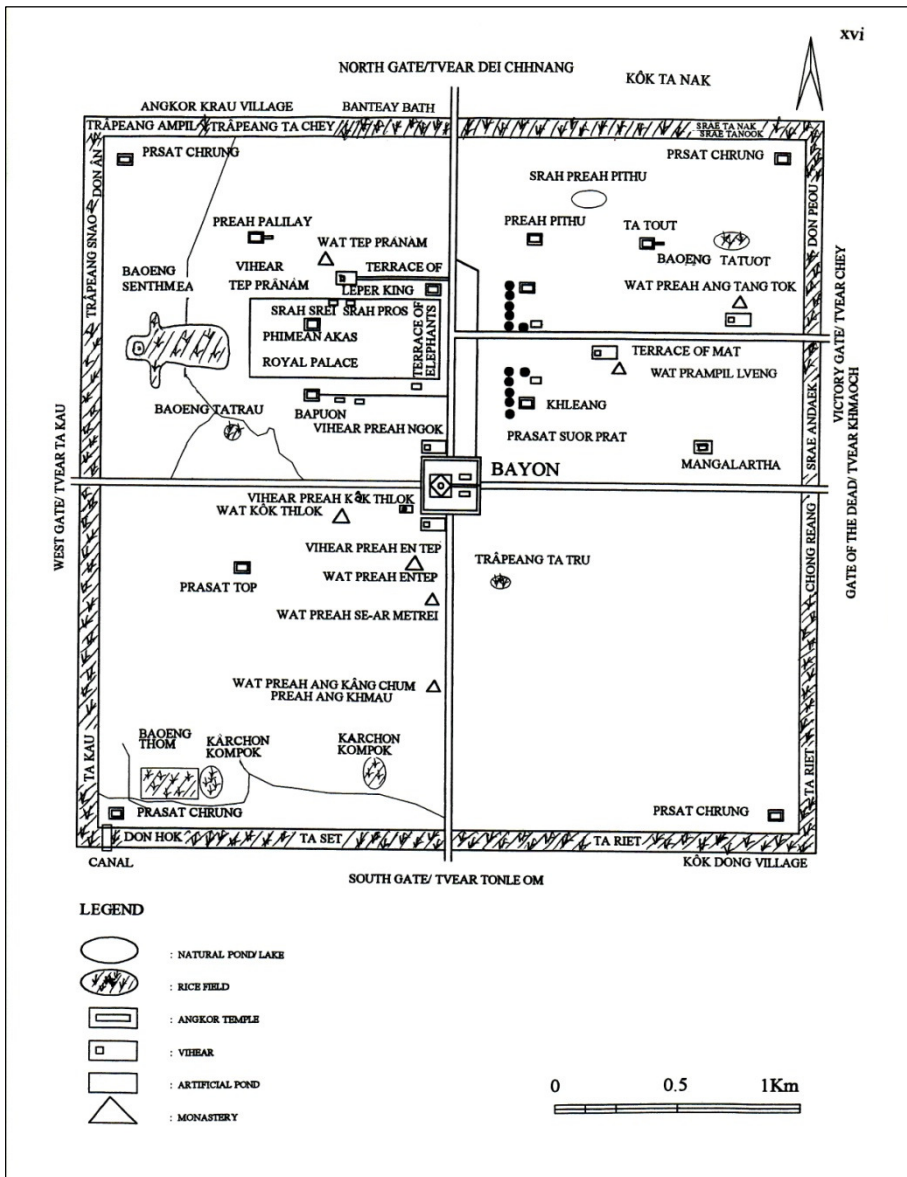 xvi
NORTH GATE/TVEAR DEI CHHNANG
KÔK TA NAK
ANGKOR KRAU VILLAGE
BANTEAY BATH
TRÂPEANG AMPIL
TRÂPEANG TA CHEY
SRAE TA NAK
SRAE TANOOK
PRSAT CHRUNG
PRSAT CHRUNG
DON ÂN
DON PEOU
SRAH PREAH PITHU
PREAH PALILAY
WAT TEP PRÄNÀM
PREAH PITHU
TA TOUT
TRÂPEANG SNAO
BAOENG
SENTHMEA
VIHEAR
TEP PRÄNÁM
TERRACE OF
LEPER KING
BAOENG TATUOT
WAT PREAH ANG TANG TOK
SRAH SREI
SRAH PROS
PHIMEAN AKAS
ROYAL PALACE
TERRACE OF
ELEPHANTS
TERRACE OF MAT
WAT PRAMPIL LVENG
VICTORY GATE/ TVEAR CHEY
BAOENG TATRAU
BAPUON
VIHEAR PREAH NGOK
KHLEANG
PRASAT SUOR PRAT
MANGALARTHA
SRAE ANDAEK
BAYON
WEST GATE/ TVEAR TA KAU
GATE OF THE DEAD/ TVEAR KHMAOCH
VIHEAR PREAH KÔK THLOK
WAT KÔK THLOK
CHONG REANG
VIHEAR PREAH EN TEP
WAT PREAH ENTEP
TRÂPEANG TA TRU
PRASAT TOP
WAT PREAH SE-AR METREI
WAT PREAH ANG KÂNG CHUM
PREAH ANG KHMAU
BAOENG
THOM
KÂRCHON
KOMPOK
KARCHON
KOMPOK
TA KAU
TA RIET
PRASAT CHRUNG
PRSAT CHRUNG
DON HOK
TA SET
TA RIET
CANAL
KÔK DONG VILLAGE
SOUTH GATE/ TVEAR TONLE OM
LEGEND
: NATURAL POND/ LAKE
: RICE FIELD
: ANGKOR TEMPLE
: VIHEAR
: ARTIFICIAL POND
: MONASTERY
0 0.5 1Km